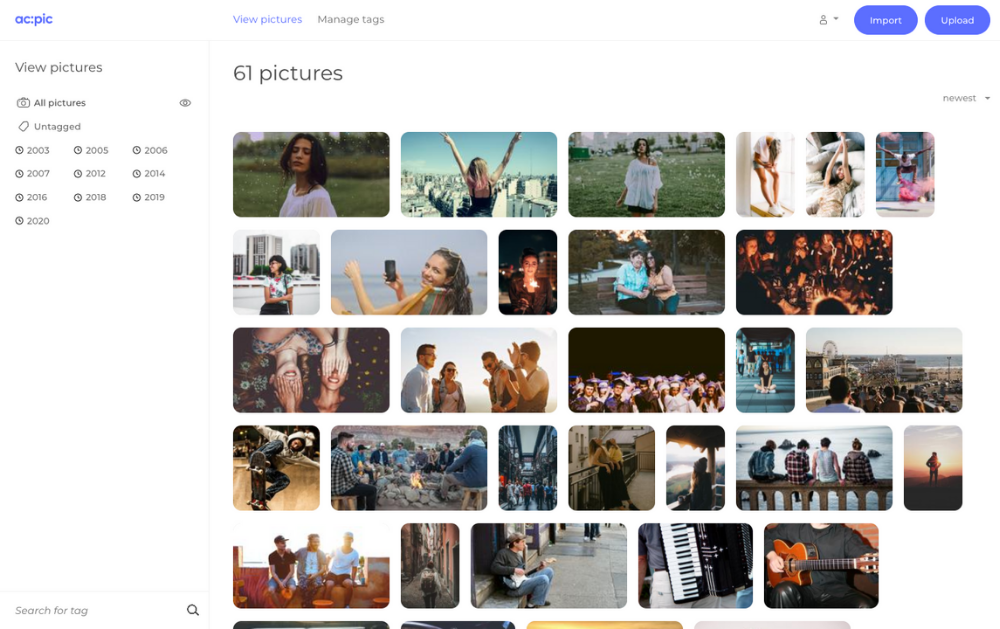 ac:pic
View pictures Manage tags
Import
Upload
View pictures
All pictures
Untagged
2003 2005 2006
2007 2012 2014
2016 2018 2019
2020
Search for tag
61 pictures
newest